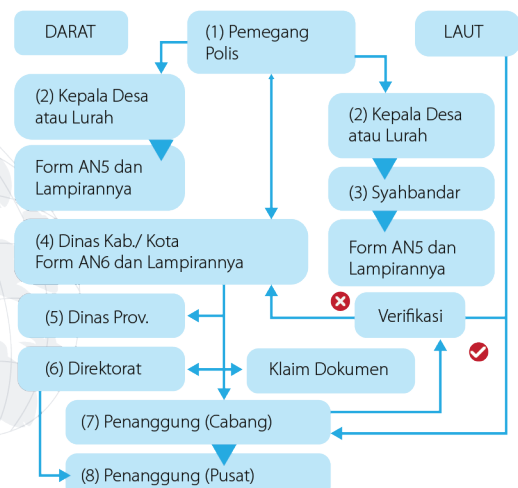 DARAT
(1) Pemegang
Polis
LAUT
(2) Kepala Desa
atau Lurah
(2) Kepala Desa
atau Lurah
Form AN5 dan
Lampirannya
(3) Syahbandar
(4) Dinas Kab./ Kota
Form AN6 dan Lampirannya
Form AN5 dan
Lampirannya
(5) Dinas Prov.
Verifikasi
(6) Direktorat
Klaim Dokumen
(7) Penanggung (Cabang)
(8) Penanggung (Pusat)